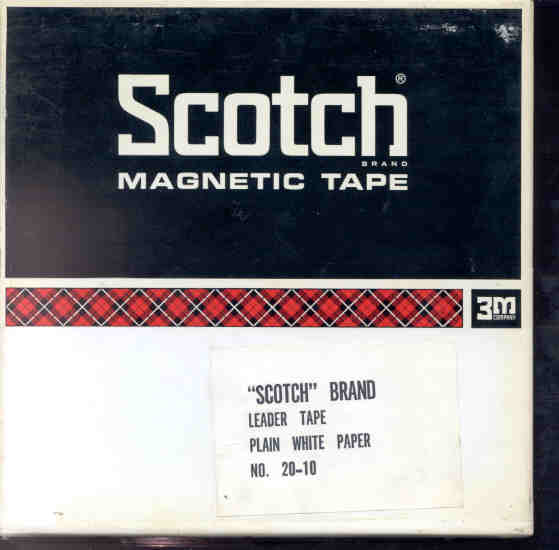 Scotch®
BRAND
MAGNETIC TAPE
3M
COMPANY
"SCOTCH" BRAND
LEADER TAPE
PLAIN WHITE PAPER
NO. 20-10